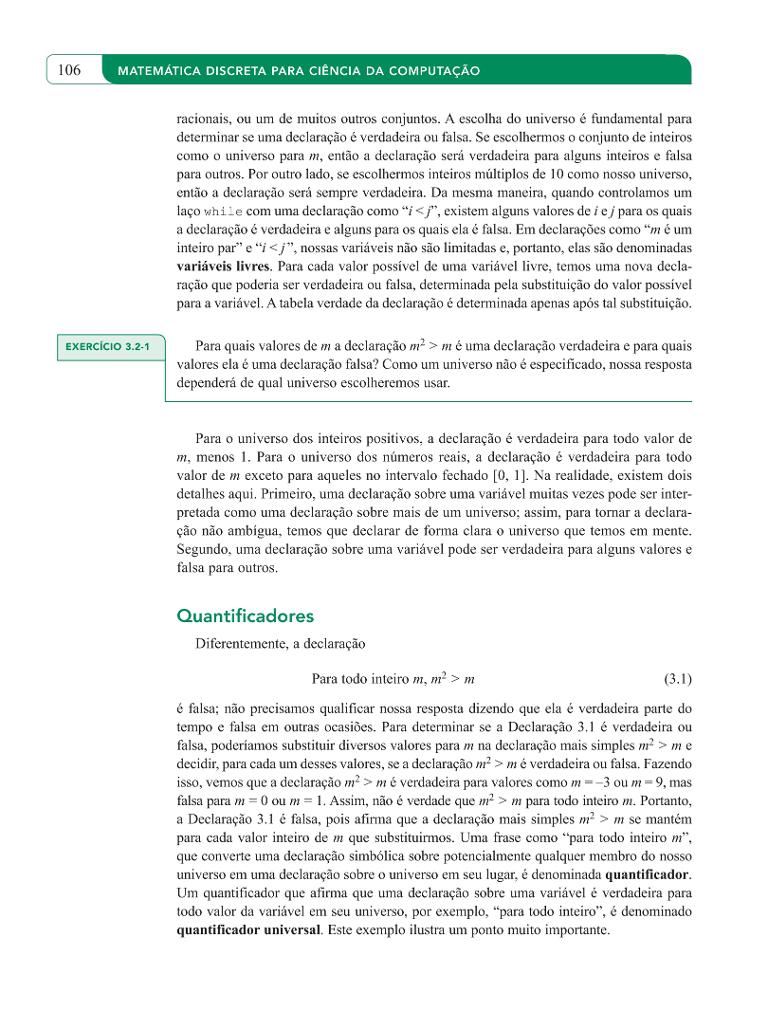 106
MATEMÁTICA DISCRETA PARA CIÊNCIA DA COMPUTAÇÃO
racionais, ou um de muitos outros conjuntos. A escolha do universo é fundamental para
determinar se uma declaração é verdadeira ou falsa. Se escolhermos o conjunto de inteiros
como o universo para m, então a declaração será verdadeira para alguns inteiros e falsa
para outros. Por outro lado, se escolhermos inteiros múltiplos de 10 como nosso universo,
então a declaração será sempre verdadeira. Da mesma maneira, quando controlamos um
laço while com uma declaração como “i < j”, existem alguns valores de i e j para os quais
a declaração é verdadeira e alguns para os quais ela é falsa. Em declarações como “m é um
inteiro par” e “i < j”, nossas variáveis não são limitadas e, portanto, elas são denominadas
variáveis livres. Para cada valor possível de uma variável livre, temos uma nova decla-
ração que poderia ser verdadeira ou falsa, determinada pela substituição do valor possível
para a variável. A tabela verdade da declaração é determinada apenas após tal substituição.
EXERCÍCIO 3.2-1
Para quais valores de m a declaração m² > m é uma declaração verdadeira e para quais
valores ela é uma declaração falsa? Como um universo não é especificado, nossa resposta
dependerá de qual universo escolheremos usar.
Para o universo dos inteiros positivos, a declaração é verdadeira para todo valor de
m, menos 1. Para o universo dos números reais, a declaração é verdadeira para todo
valor de m exceto para aqueles no intervalo fechado [0, 1]. Na realidade, existem dois
detalhes aqui. Primeiro, uma declaração sobre uma variável muitas vezes pode ser inter-
pretada como uma declaração sobre mais de um universo; assim, para tornar a declara-
ção não ambígua, temos que declarar de forma clara o universo que temos em mente.
Segundo, uma declaração sobre uma variável pode ser verdadeira para alguns valores e
falsa para outros.
Quantificadores
Diferentemente, a declaração
Para todo inteiro m, m² > m (3.1)
é falsa; não precisamos qualificar nossa resposta dizendo que ela é verdadeira parte do
tempo e falsa em outras ocasiões. Para determinar se a Declaração 3.1 é verdadeira ou
falsa, poderíamos substituir diversos valores para m na declaração mais simples m² > m e
decidir, para cada um desses valores, se a declaração m² > m é verdadeira ou falsa. Fazendo
isso, vemos que a declaração m² > m é verdadeira para valores como m = –3 ou m = 9, mas
falsa para m = 0 ou m = 1. Assim, não é verdade que m² > m para todo inteiro m. Portanto,
a Declaração 3.1 é falsa, pois afirma que a declaração mais simples m² > m se mantém
para cada valor inteiro de m que substituirmos. Uma frase como “para todo inteiro m”,
que converte uma declaração simbólica sobre potencialmente qualquer membro do nosso
universo em uma declaração sobre o universo em seu lugar, é denominada quantificador.
Um quantificador que afirma que uma declaração sobre uma variável é verdadeira para
todo valor da variável em seu universo, por exemplo, “para todo inteiro”, é denominado
quantificador universal. Este exemplo ilustra um ponto muito importante.